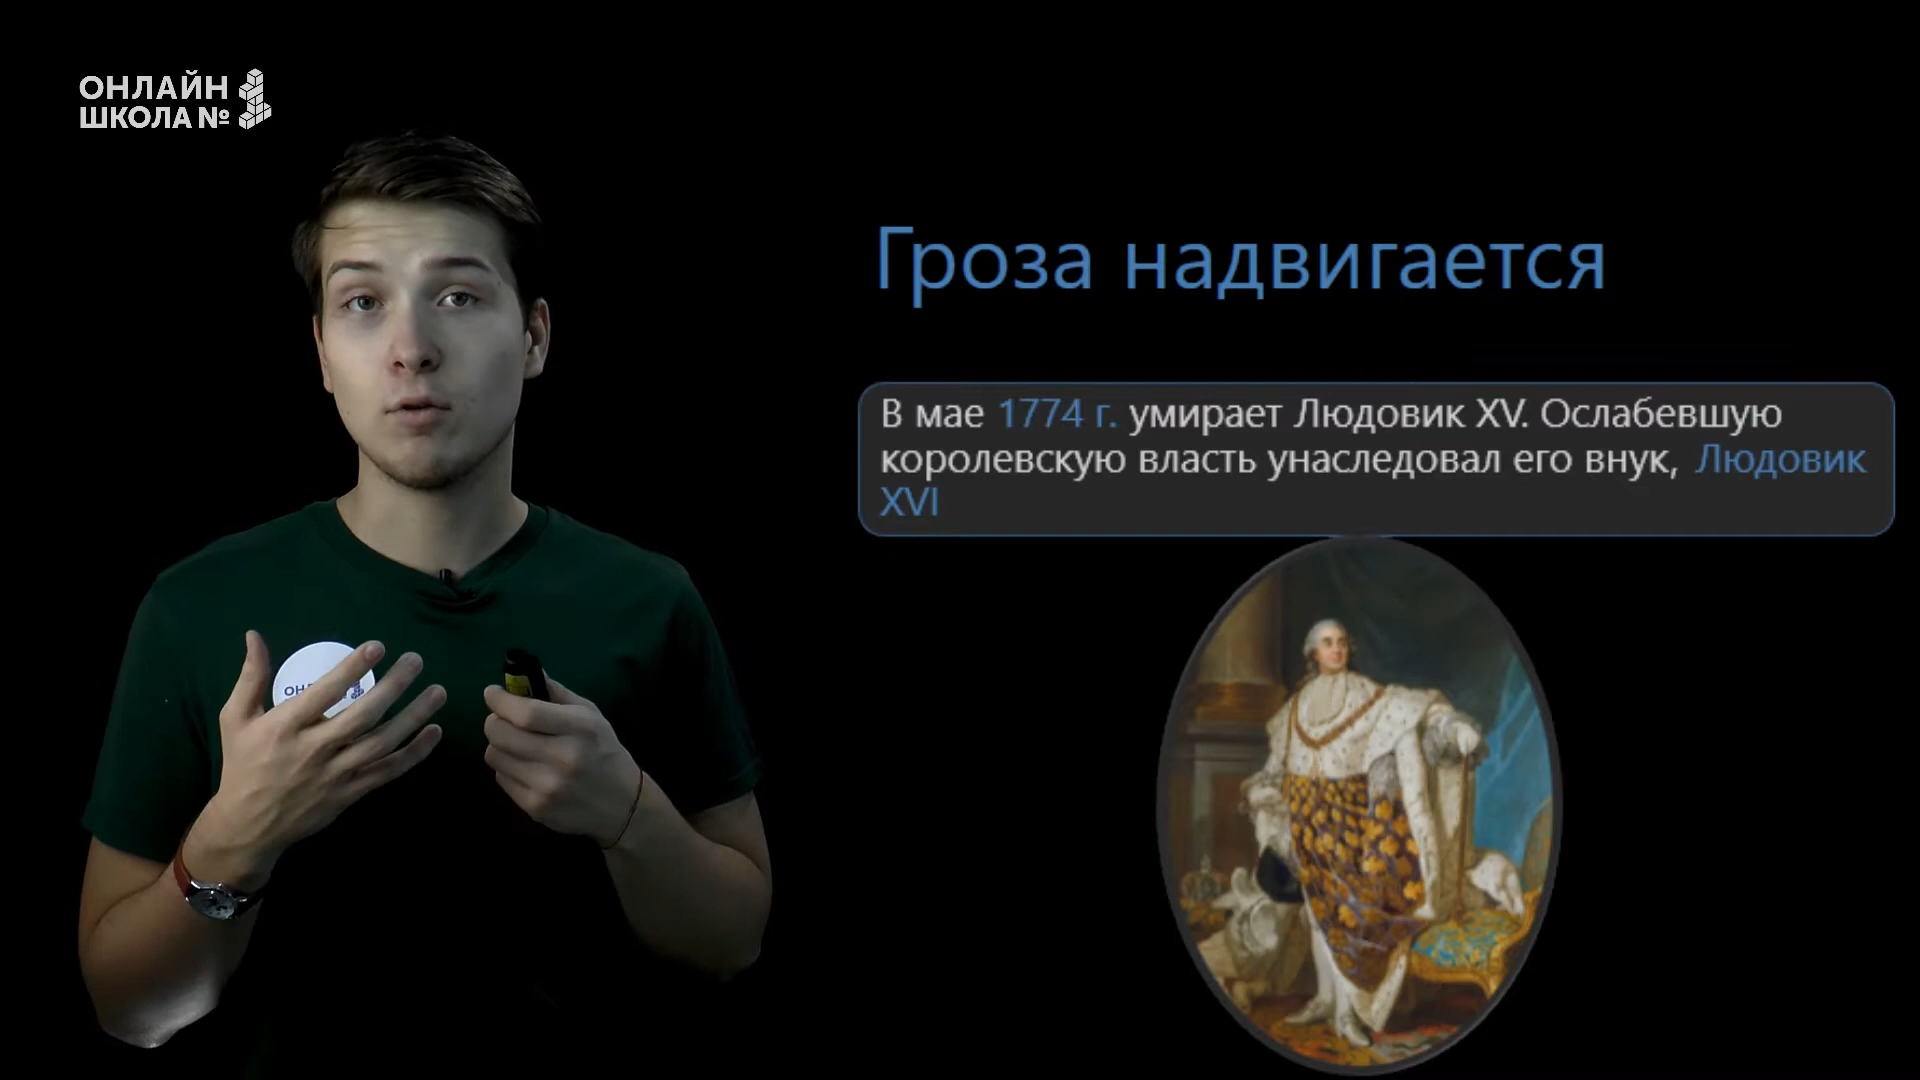 ОНЛАЙН
ШКОЛА №
Гроза надвигается
В мае 1774 г. умирает Людовик XV. Ослабевшую
королевскую власть унаследовал его внук, Людовик
XVI